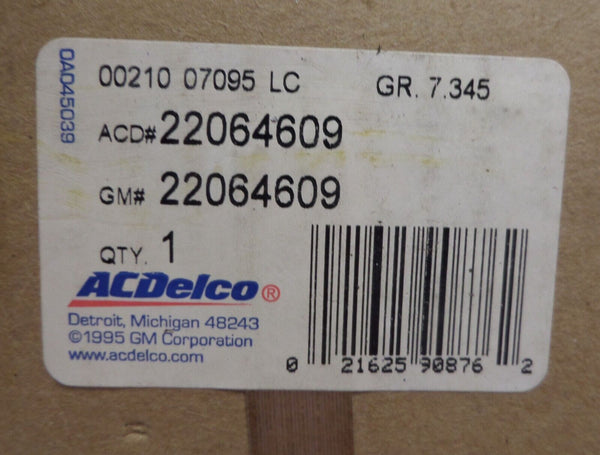 0AD45039
00210 07095 LC GR. 7.345
ACD# 22064609
GM# 22064609
QTY. 1
ACDelco®
Detroit, Michigan 48243
©1995 GM Corporation
www.acdelco.com
0 21625 90876 2